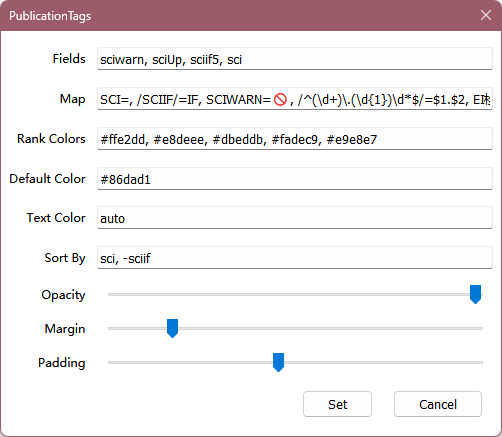 PublicationTags
Fields sciwarn, sciUp, sciif5, sci
Map SCI=, /SCIIF/=IF, SCIWARN=🚫, /^(\d+)\.(\d{1})\d*$/=$1.$2, EI
Rank Colors #ffe2dd, #e8deee, #dbeddb, #fadec9, #e9e8e7
Default Color #86dad1
Text Color auto
Sort By sci, -sciif
Opacity
Margin
Padding
Set Cancel